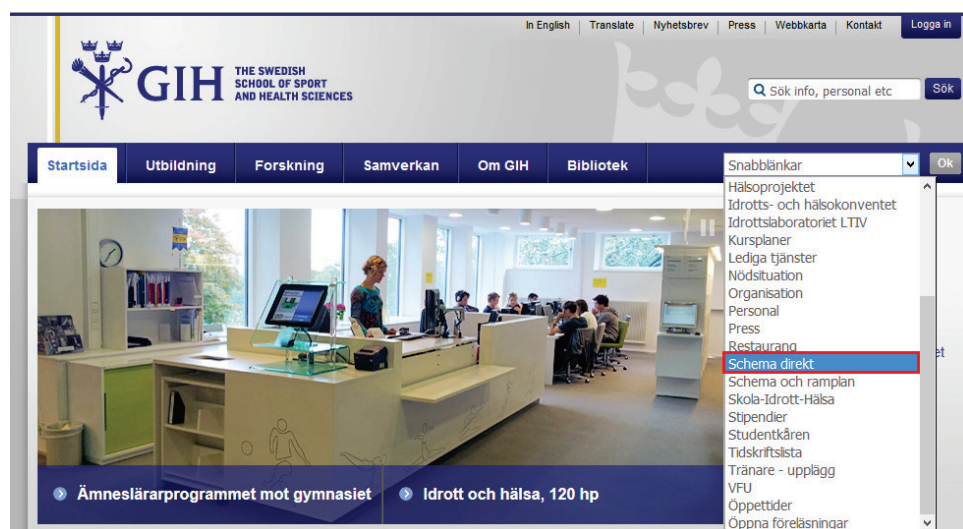 In English | Translate | Nyhetsbrev | Press | Webbkarta | Kontakt Logga in
GIH THE SWEDISH
SCHOOL OF SPORT
AND HEALTH SCIENCES
Sök info, personal etc Sök
Startsida Utbildning Forskning Samverkan Om GIH Bibliotek Snabblänkar Ok
Hälsoprojektet
Idrotts- och hälsokonventet
Idrottslaboratoriet LTIV
Kursplaner
Lediga tjänster
Nödsituation
Organisation
Personal
Press
Restaurang
et
Schema direkt
Schema och ramplan
Skola-Idrott-Hälsa
Stipendier
Studentkåren
Tidskriftslista
Tränare - upplägg
VFU
Öppettider
Öppna föreläsningar
Ämneslärarprogrammet mot gymnasiet Idrott och hälsa, 120 hp